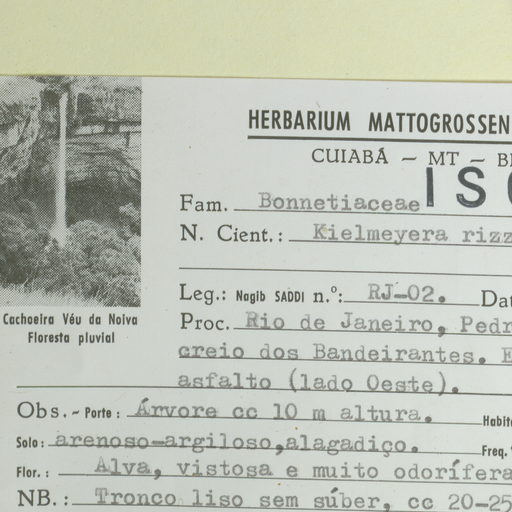 HERBARIUM MATTOGROSSEN
CUIABÁ - MT - B
ISO
Fam. Bonnetiaceae
N. Cient.: Kielmeyera rizz
Leg.: Nagib SADDI n.º: RJ-02. Dat
Proc. Rio de Janeiro, Pedr
creio dos Bandeirantes. E
asfalto (lado Oeste).
Cachoeira Véu da Noiva
Floresta pluvial
Obs. - Porte: Árvore cc 10 m altura. Habit
Solo: arenoso-argiloso,alagadiço. Freq.
Flor.: Alva, vistosa e muito odorífera
NB.: Tronco liso sem súber, cc 20-25